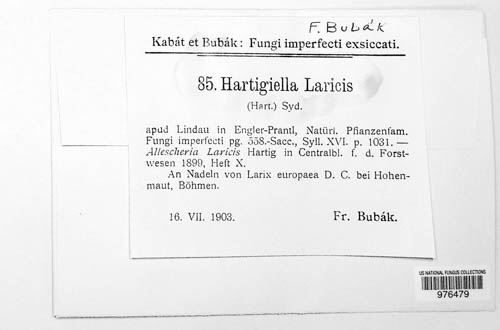 F. Bubák
Kabát et Bubák: Fungi imperfecti exsiccati.
85. Hartigiella Laricis
(Hart.) Syd.
apud Lindau in Engler-Prantl, Natürl. Pflanzenfam.
Fungi imperfecti pg. 558.-Sacc., Syll. XVI. p. 1031. —
Allescheria Laricis Hartig in Centralbl. f. d. Forst-
wesen 1899, Heft X.
An Nadeln von Larix europaea D. C. bei Hohen-
maut, Böhmen.
16. VII. 1903. Fr. Bubák.
US NATIONAL FUNGUS COLLECTIONS
976479